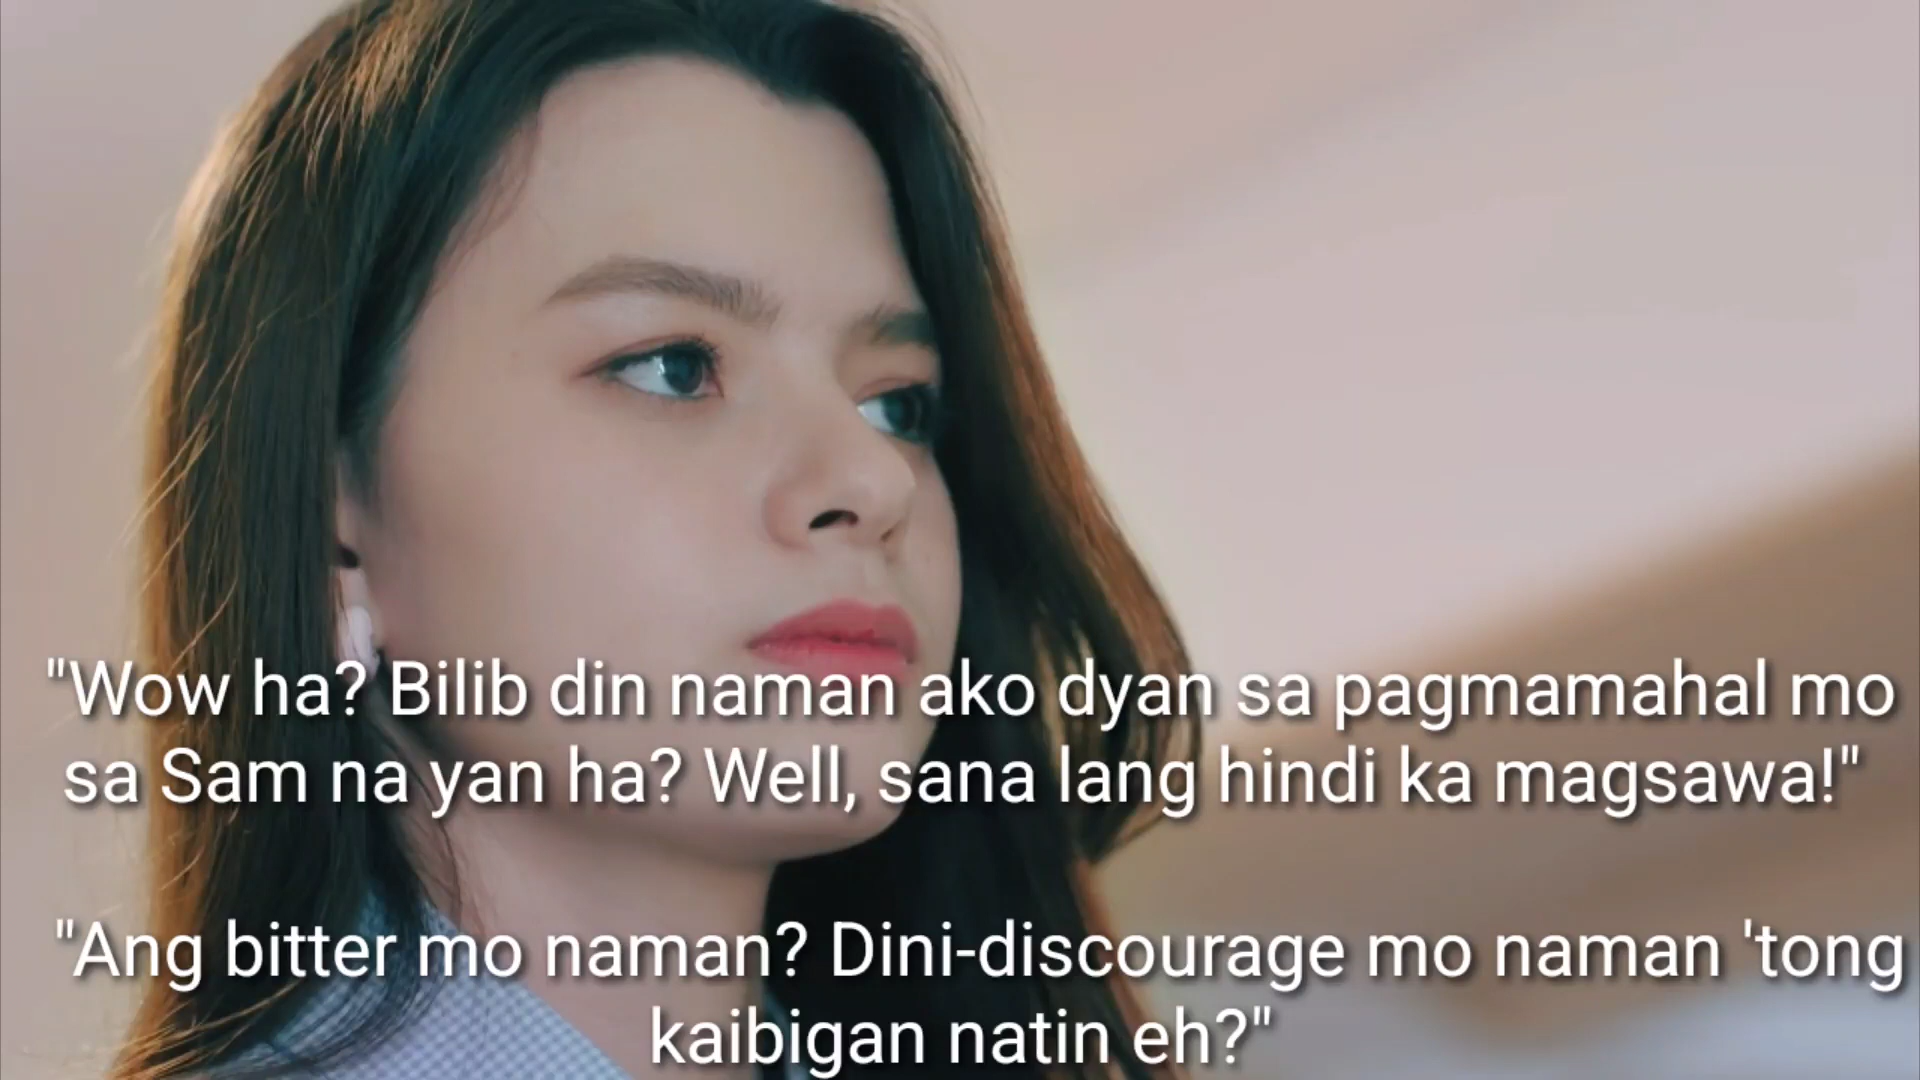 "Wow ha? Bilib din naman ako dyan sa pagmamahal mo
sa Sam na yan ha? Well, sana lang hindi ka magsawa!"
"Ang bitter mo naman? Dini-discourage mo naman 'tong
kaibigan natin eh?"